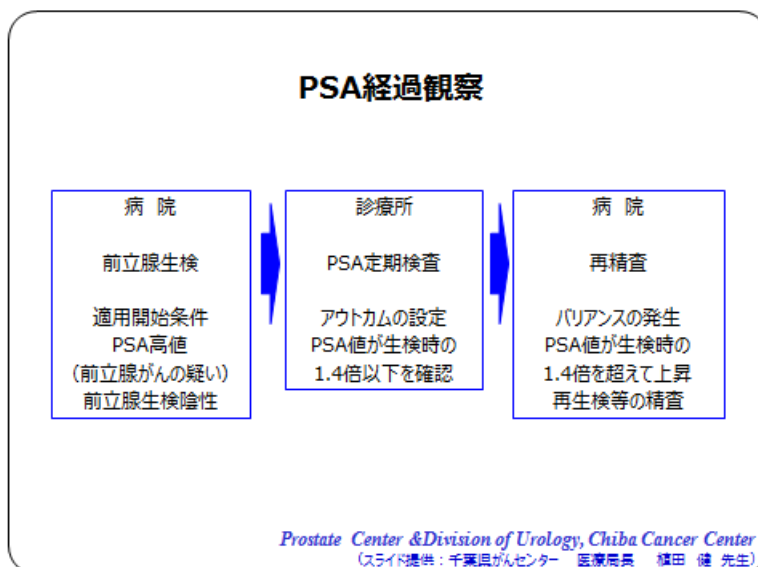 PSA経過観察
病 院
前立腺生検
適用開始条件
PSA高値
(前立腺がんの疑い)
前立腺生検陰性
診療所
PSA定期検査
アウトカムの設定
PSA値が生検時の
1.4倍以下を確認
病 院
再精査
バリアンスの発生
PSA値が生検時の
1.4倍を超えて上昇
再生検等の精査
Prostate Center &Division of Urology, Chiba Cancer Center
(スライド提供:千葉県がんセンター 医療局長 植田 健 先生)